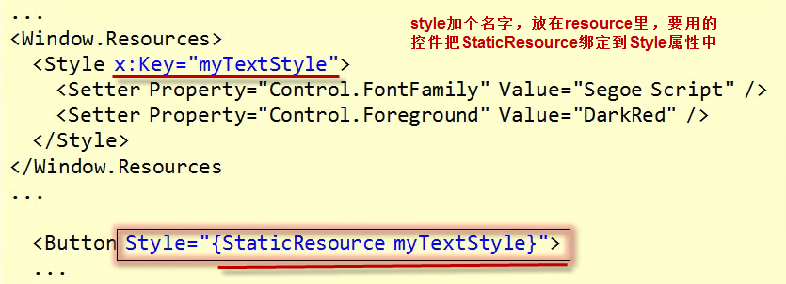 ...
style加个名字，放在resource里，要用的
控件把StaticResource绑定到Style属性中
<Window.Resources>
<Style x:Key="myTextStyle">
<Setter Property="Control.FontFamily" Value="Segoe Script" />
<Setter Property="Control.Foreground" Value="DarkRed" />
</Style>
</Window.Resources
...
<Button Style="{StaticResource myTextStyle}">
...